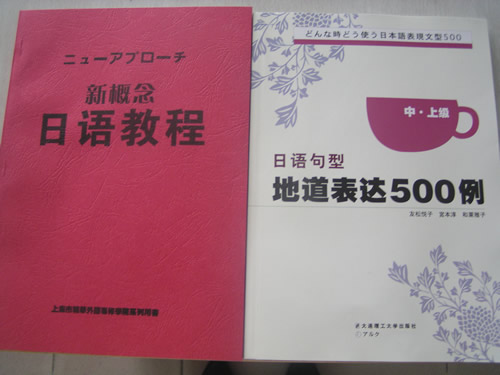 ニューアプローチ
新概念
日语教程
どんな時どう使う日本語表現文型500
中·上级
日语句型
地道表达500例
友松悦子 宫本淳 和栗雅子
大连理工大学出版社
アルク